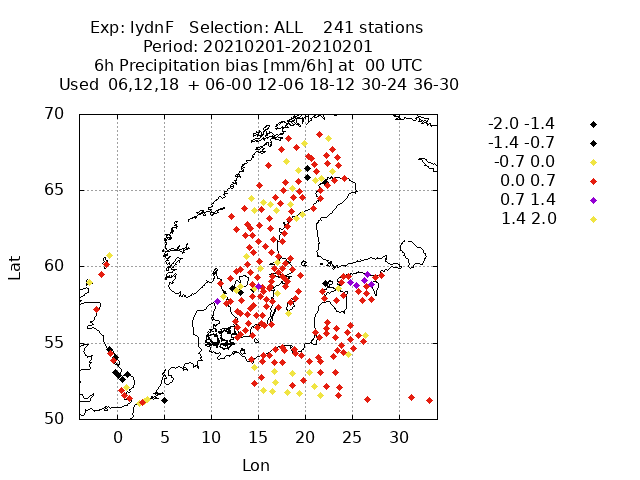 Exp: IydnF Selection: ALL 241 stations
Period: 20210201-20210201
6h Precipitation bias [mm/6h] at 00 UTC
Used 06,12,18 + 06-00 12-06 18-12 30-24 36-30
70
65
60
55
50
Lat
0 5 10 15 20 25 30
Lon
-2.0 -1.4
-1.4 -0.7
-0.7 0.0
0.0 0.7
0.7 1.4
1.4 2.0